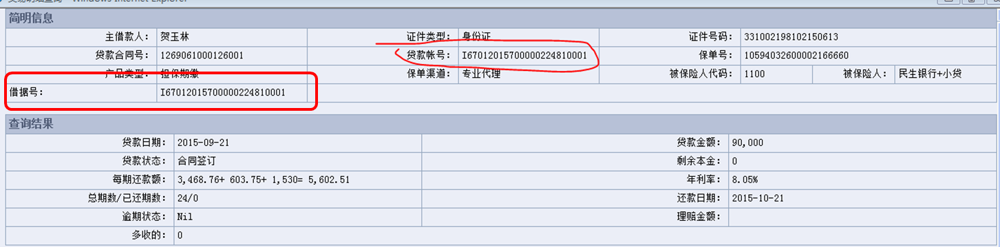 简明信息
主借款人: 贺玉林 证件类型: 身份证 证件号码: 331002198102150613
贷款合同号: 1269061000126001 贷款帐号: I67012015700000224810001 保单号: 10594032600002166660
产品类型: 担保期缴 保单渠道: 专业代理 被保险人代码: 1100 被保险人: 民生银行+小贷
借据号: I67012015700000224810001
查询结果
贷款日期: 2015-09-21 贷款金额: 90,000
贷款状态: 合同签订 剩余本金: 0
每期还款额: 3,468.76+ 603.75+ 1,530= 5,602.51 年利率: 8.05%
总期数/已还期数: 24/0 还款日期: 2015-10-21
逾期状态: Nil 理赔金额:
多收的: 0